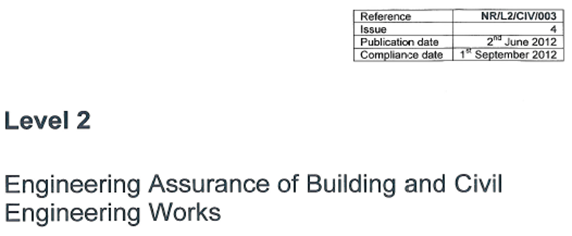 Reference NR/L2/CIV/003
Issue 4
Publication date 2nd June 2012
Compliance date 1st September 2012
Level 2
Engineering Assurance of Building and Civil
Engineering Works